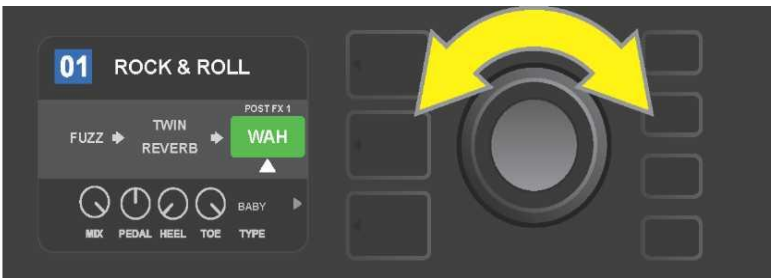 01 ROCK & ROLL
POST FX 1
FUZZ TWIN REVERB WAH
MIX PEDAL HEEL TOE TYPE
BABY